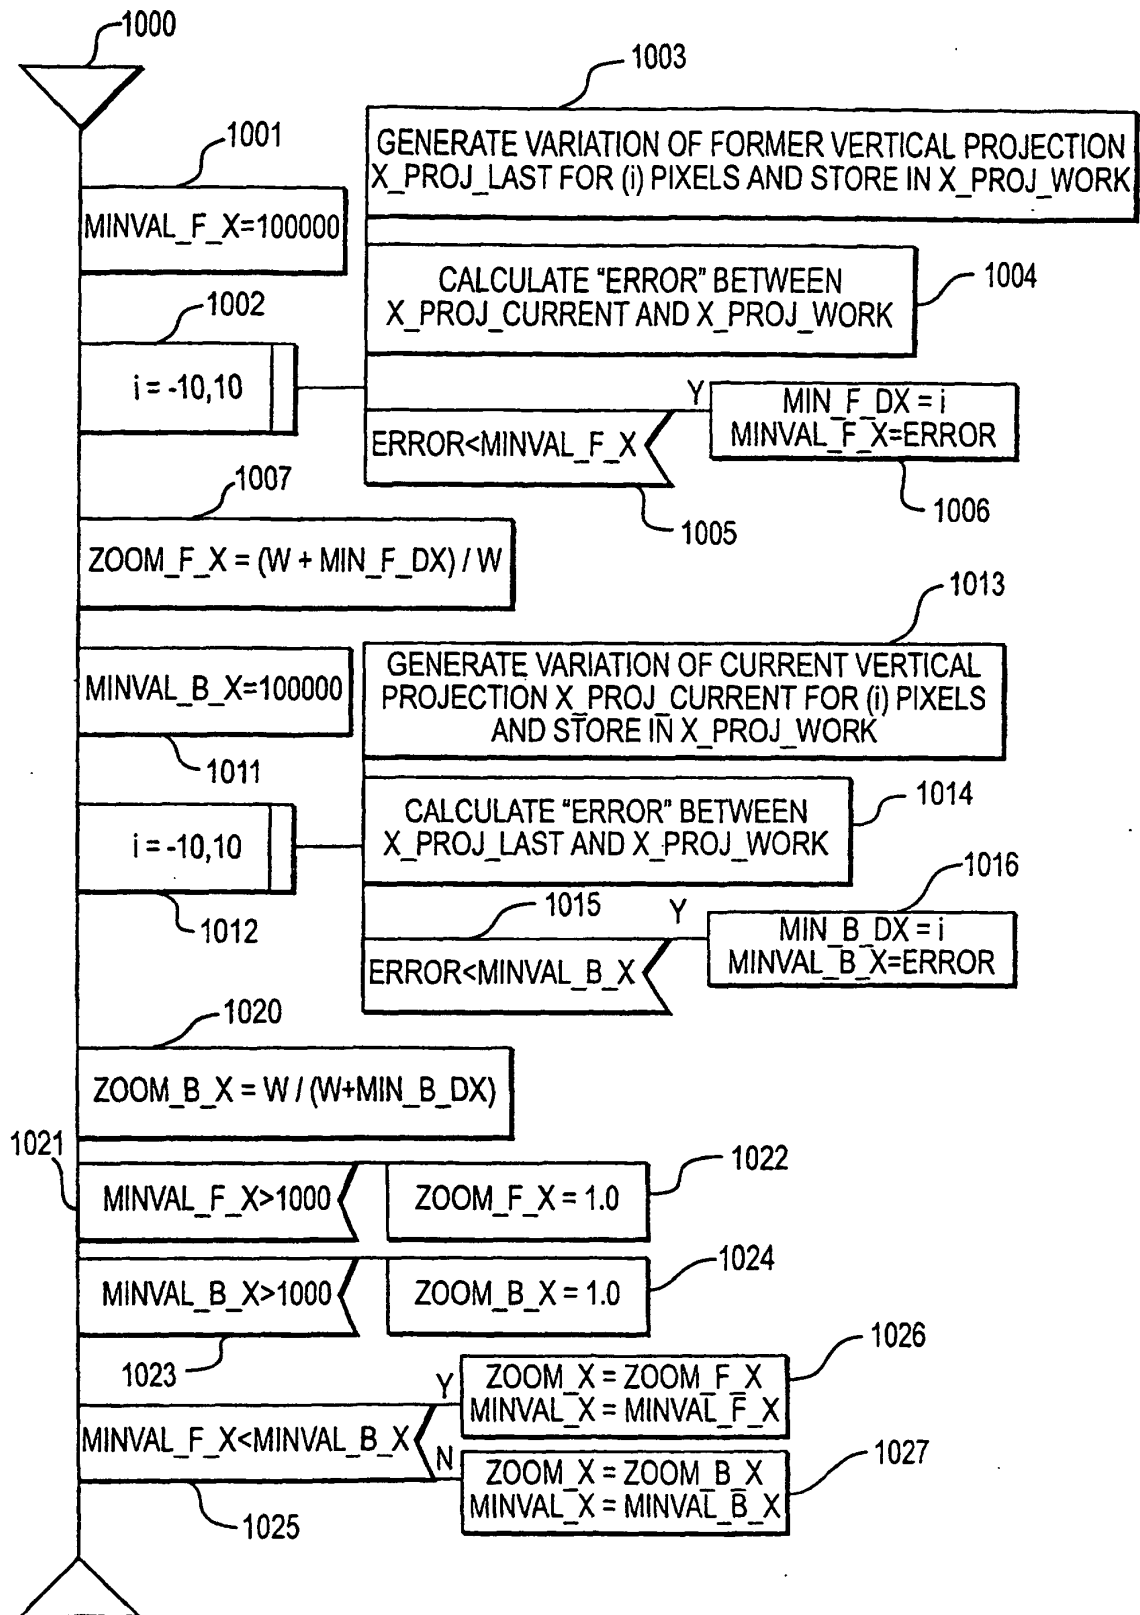 1000
1003
GENERATE VARIATION OF FORMER VERTICAL PROJECTION
X_PROJ_LAST FOR (i) PIXELS AND STORE IN X_PROJ_WORK
1001
MINVAL_F_X=100000
CALCULATE "ERROR" BETWEEN
X_PROJ_CURRENT AND X_PROJ_WORK
1004
1002
i = -10,10
ERROR<MINVAL_F_X
Y
MIN_F_DX = i
MINVAL_F_X=ERROR
1005
1006
1007
ZOOM_F_X = (W + MIN_F_DX) / W
1013
MINVAL_B_X=100000
GENERATE VARIATION OF CURRENT VERTICAL
PROJECTION X_PROJ_CURRENT FOR (i) PIXELS
AND STORE IN X_PROJ_WORK
1011
CALCULATE "ERROR" BETWEEN
X_PROJ_LAST AND X_PROJ_WORK
1014
i = -10,10
1012
1015
Y
1016
ERROR<MINVAL_B_X
MIN_B_DX = i
MINVAL_B_X=ERROR
1020
ZOOM_B_X = W / (W+MIN_B_DX)
1021
MINVAL_F_X>1000
ZOOM_F_X = 1.0
1022
MINVAL_B_X>1000
ZOOM_B_X = 1.0
1024
1023
1026
Y
ZOOM_X = ZOOM_F_X
MINVAL_X = MINVAL_F_X
MINVAL_F_X<MINVAL_B_X
N
1027
ZOOM_X = ZOOM_B_X
MINVAL_X = MINVAL_B_X
1025